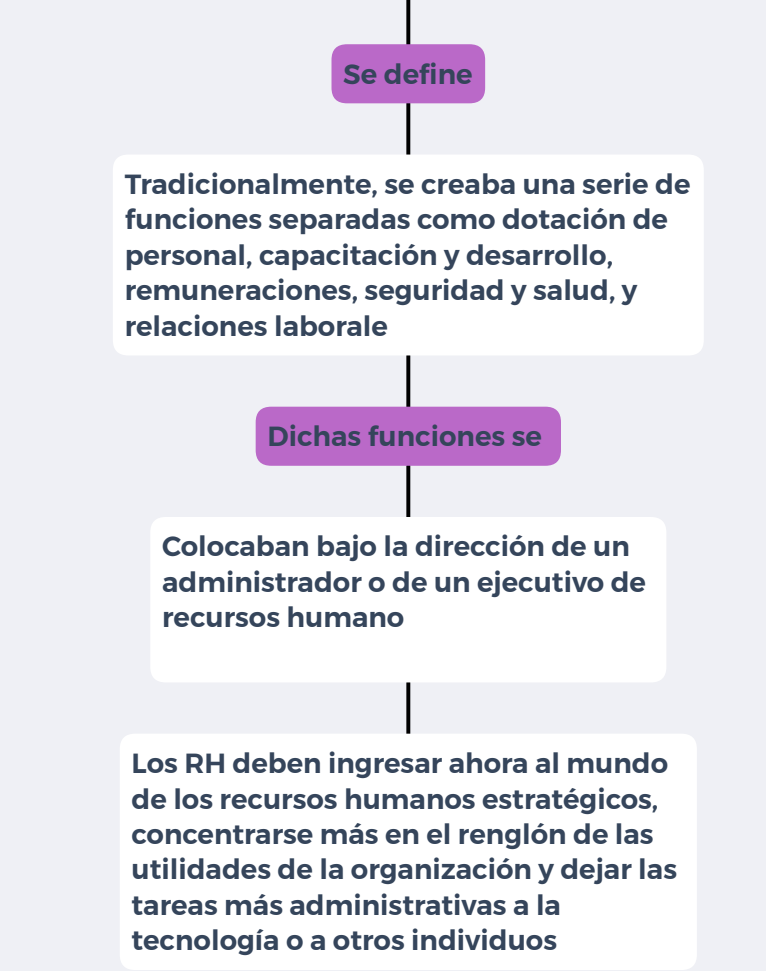 Se define
Tradicionalmente, se creaba una serie de
funciones separadas como dotación de
personal, capacitación y desarrollo,
remuneraciones, seguridad y salud, y
relaciones laborale
Dichas funciones se
Colocaban bajo la dirección de un
administrador o de un ejecutivo de
recursos humano
Los RH deben ingresar ahora al mundo
de los recursos humanos estratégicos,
concentrarse más en el renglón de las
utilidades de la organización y dejar las
tareas más administrativas a la
tecnología o a otros individuos